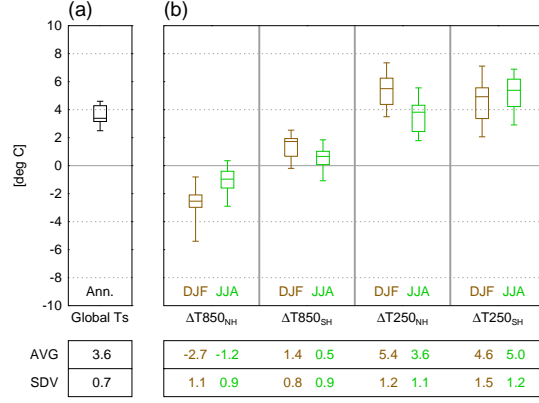 (a) (b)
[deg C]
10
8
6
4
2
0
-2
-4
-6
-8
-10
Ann. DJF JJA DJF JJA DJF JJA DJF JJA
Global Ts ΔT850NH ΔT850SH ΔT250NH ΔT250SH
AVG 3.6 -2.7 -1.2 1.4 0.5 5.4 3.6 4.6 5.0
SDV 0.7 1.1 0.9 0.8 0.9 1.2 1.1 1.5 1.2